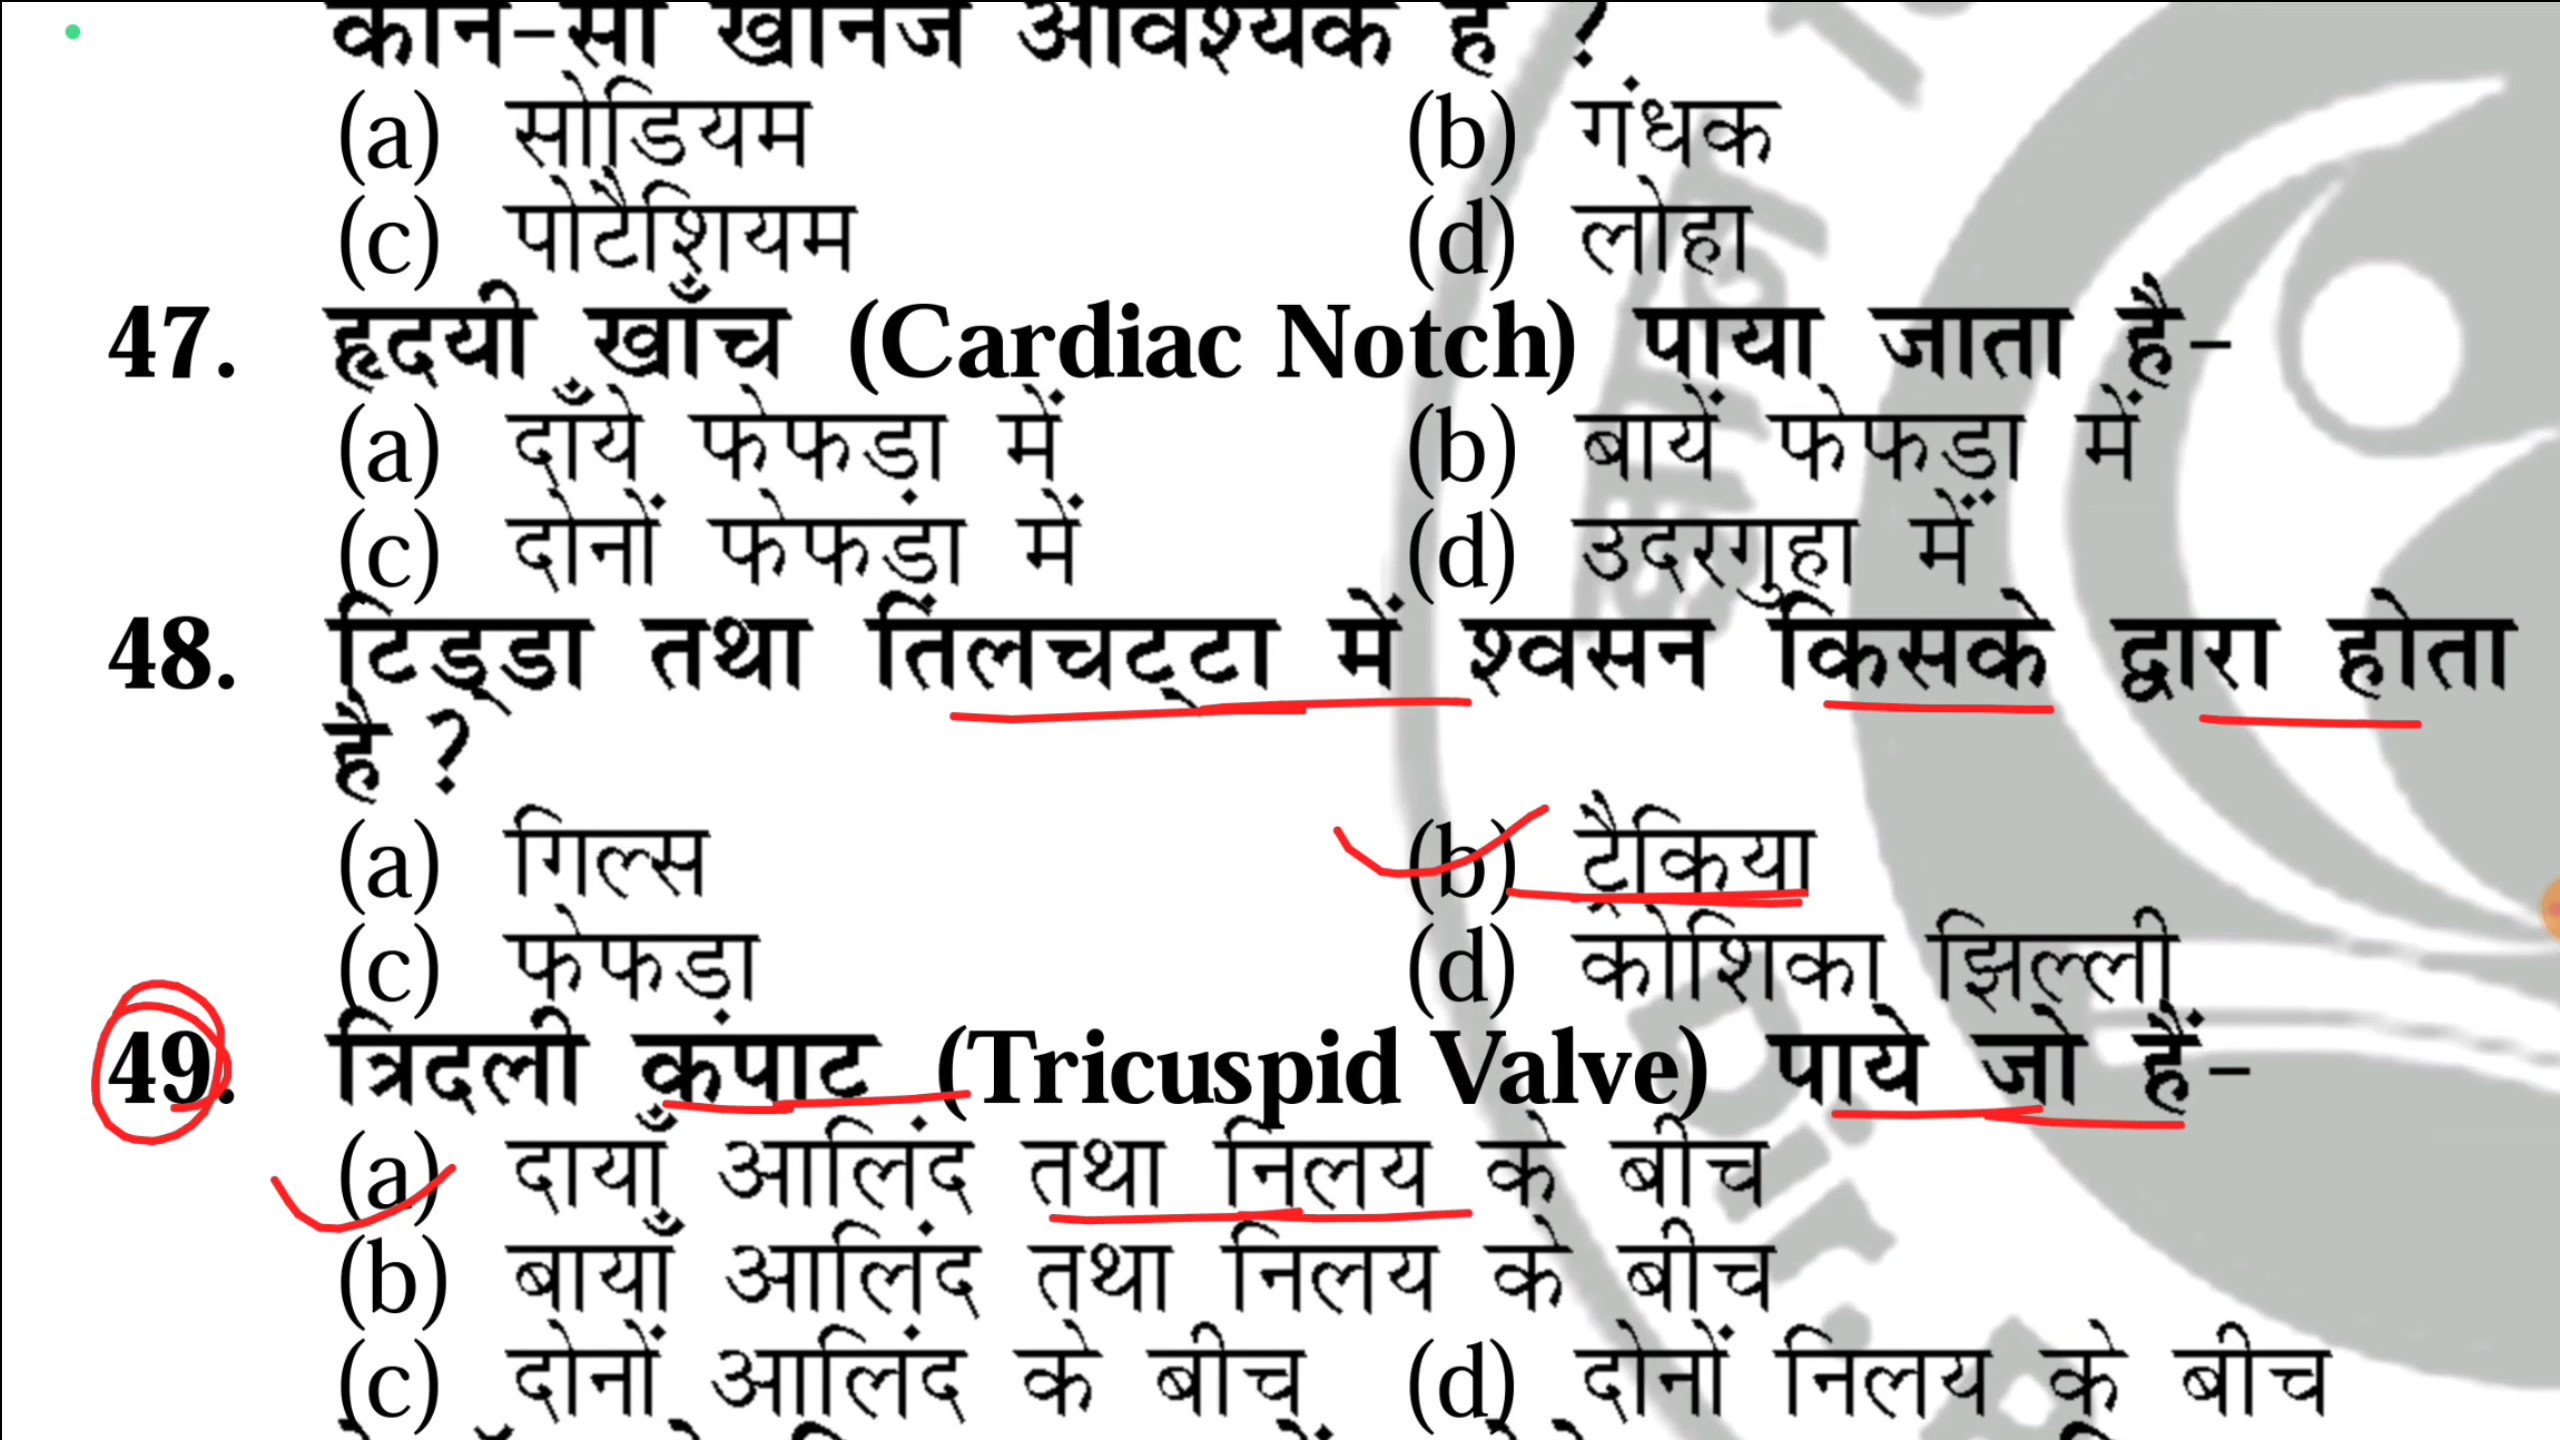 कौन-सा खनिज आवश्यक है ?
(a) सोडियम (b) गंधक
(c) पोटैशियम (d) लोहा
47. हृदयी खाँच (Cardiac Notch) पाया जाता है-
(a) दाँये फेफड़ा में (b) बायें फेफड़ा में
(c) दोनों फेफड़ा में (d) उदरगुहा में
48. टिड्डा तथा तिलचट्टा में श्वसन किसके द्वारा होता
है ?
(a) गिल्स (b) ट्रैकिया
(c) फेफड़ा (d) कोशिका झिल्ली
49. त्रिदली कपाट (Tricuspid Valve) पाये जो हैं-
(a) दायाँ आलिंद तथा निलय के बीच
(b) बायाँ आलिंद तथा निलय के बीच
(c) दोनों आलिंद के बीच (d) दोनों निलय के बीच